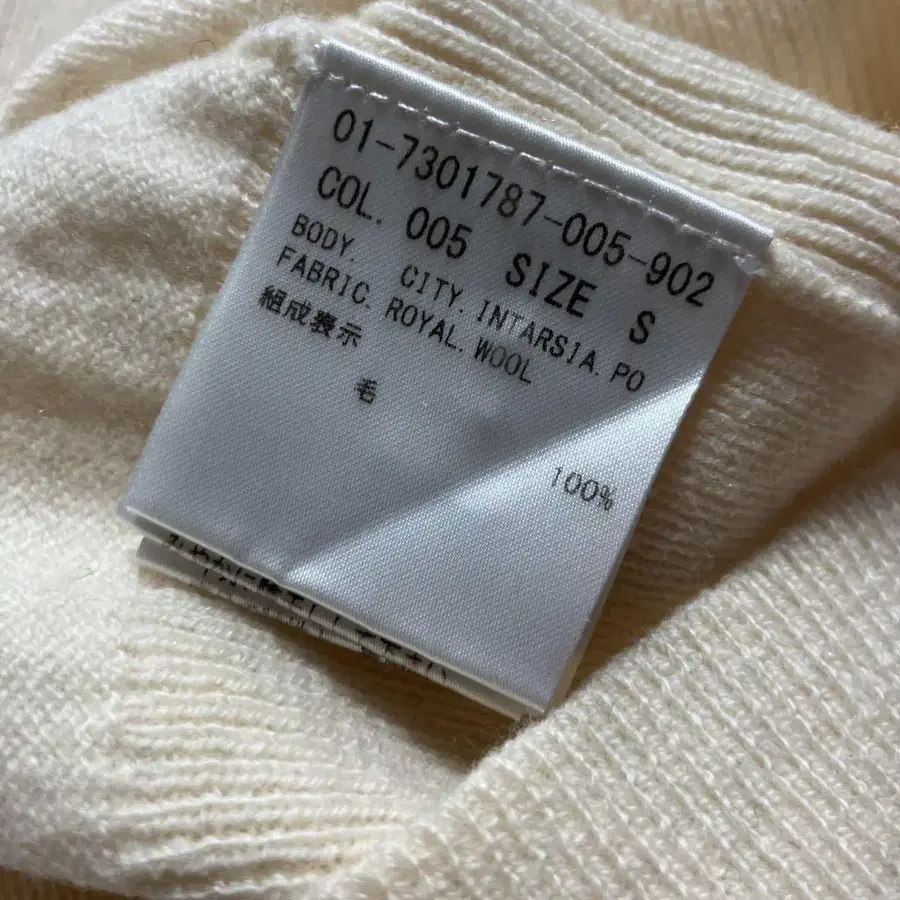 01-7301787-005-902
COL. 005 SIZE S
BODY. CITY. INTARSIA. PO
FABRIC. ROYAL. WOOL
組成表示
毛
100%